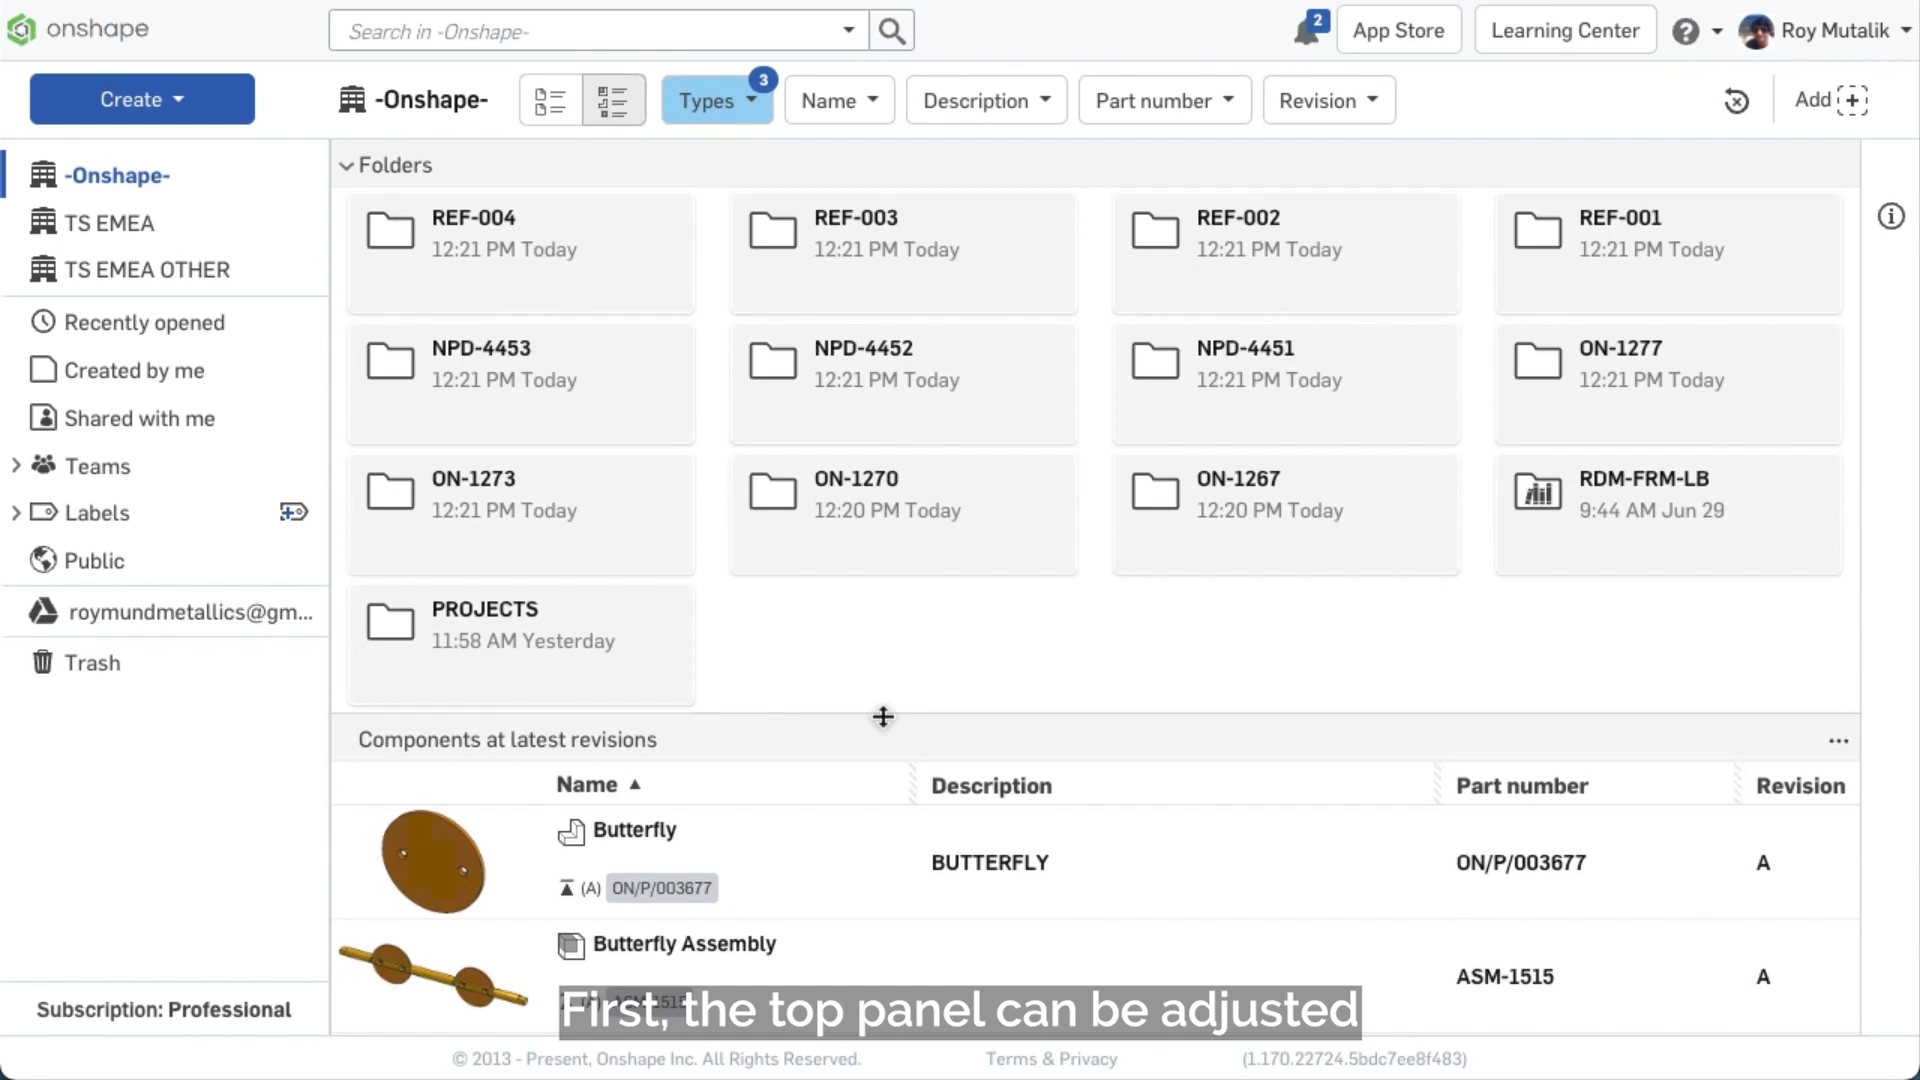 onshape
Search in -Onshape-
2
App Store
Learning Center
?
Roy Mutalik
Create
-Onshape-
Types
3
Name
Description
Part number
Revision
Add
-Onshape-
TS EMEA
TS EMEA OTHER
Recently opened
Created by me
Shared with me
Teams
Labels
Public
roymundmetallics@gm...
Trash
Subscription: Professional
Folders
REF-004
12:21 PM Today
REF-003
12:21 PM Today
REF-002
12:21 PM Today
REF-001
12:21 PM Today
NPD-4453
12:21 PM Today
NPD-4452
12:21 PM Today
NPD-4451
12:21 PM Today
ON-1277
12:21 PM Today
ON-1273
12:21 PM Today
ON-1270
12:20 PM Today
ON-1267
12:20 PM Today
RDM-FRM-LB
9:44 AM Jun 29
PROJECTS
11:58 AM Yesterday
Components at latest revisions
...
Name
Description
Part number
Revision
Butterfly
(A) ON/P/003677
BUTTERFLY
ON/P/003677
A
Butterfly Assembly
(A) ASM-1515
ASM-1515
A
First, the top panel can be adjusted
© 2013 - Present, Onshape Inc. All Rights Reserved.
Terms & Privacy
(1.170.22724.5bdc7ee8f483)